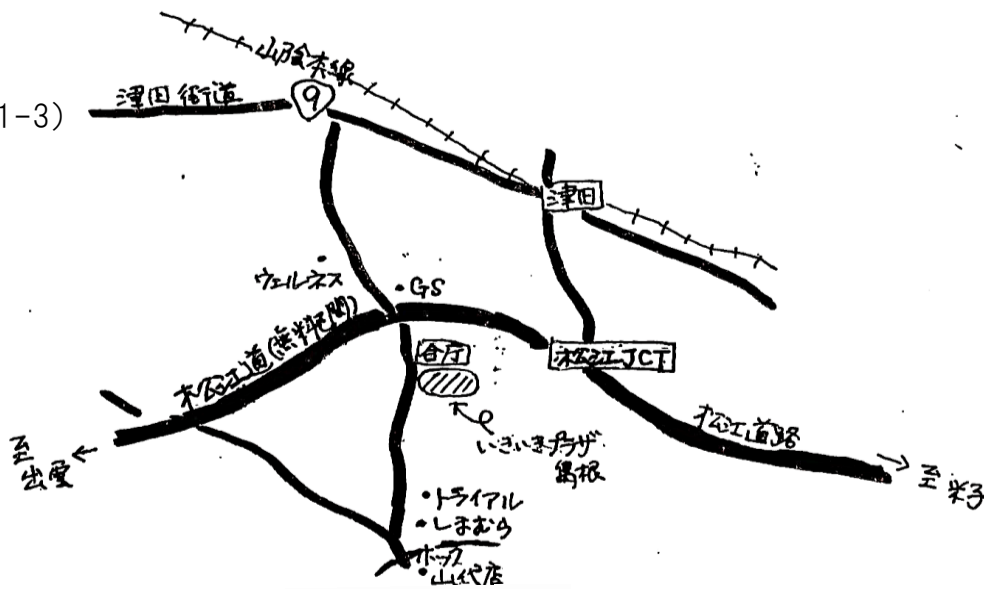 山陰本線
津田街道
9
1-3)
津田
ウェルネス
・GS
松江道(無料区間)
合庁
松江JCT
いきいきプラザ
島根
松江道路
至
出雲
至 米子
・トライアル
・しまむら
ホック
・山代店